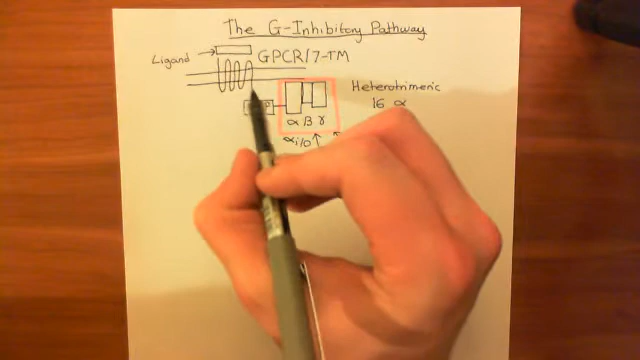 The G-Inhibitory Pathway
Ligand
GPCR/7-TM
Heterotrimeric
16 α
α β γ
αi/o